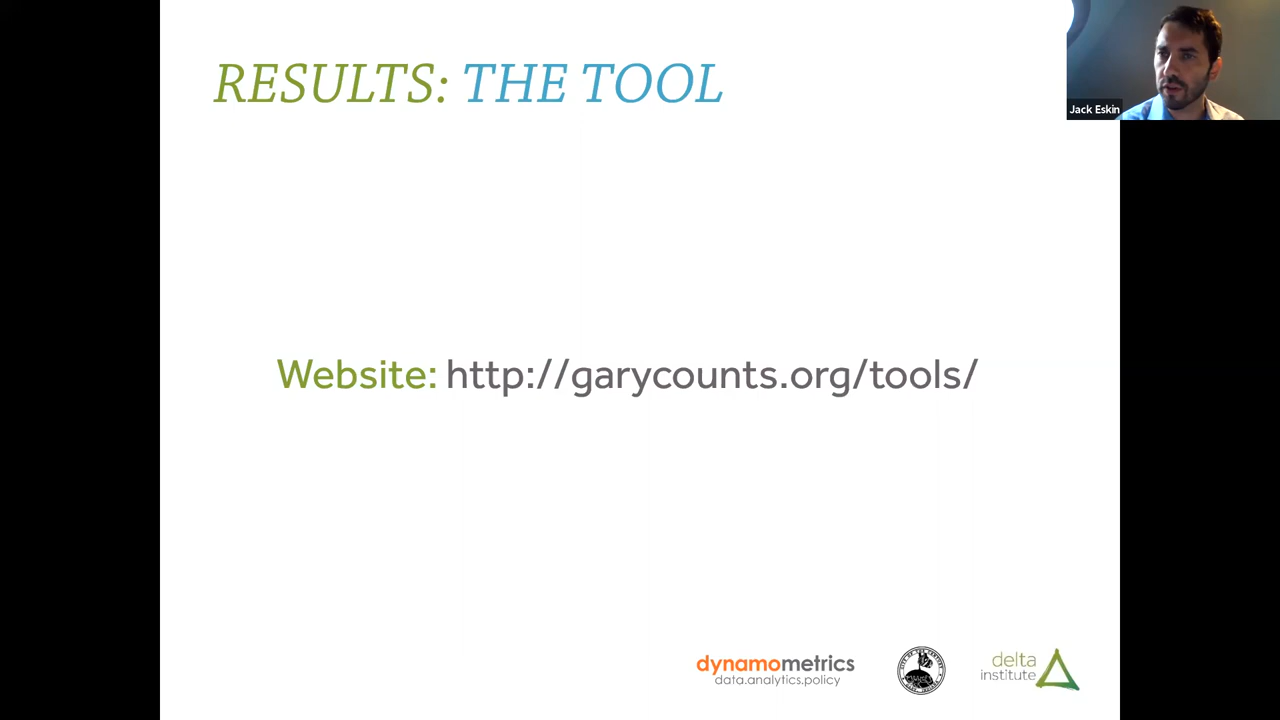 RESULTS: THE TOOL
Jack Eskin
Website: http://garycounts.org/tools/
dynamometrics
data.analytics.policy
delta
institute